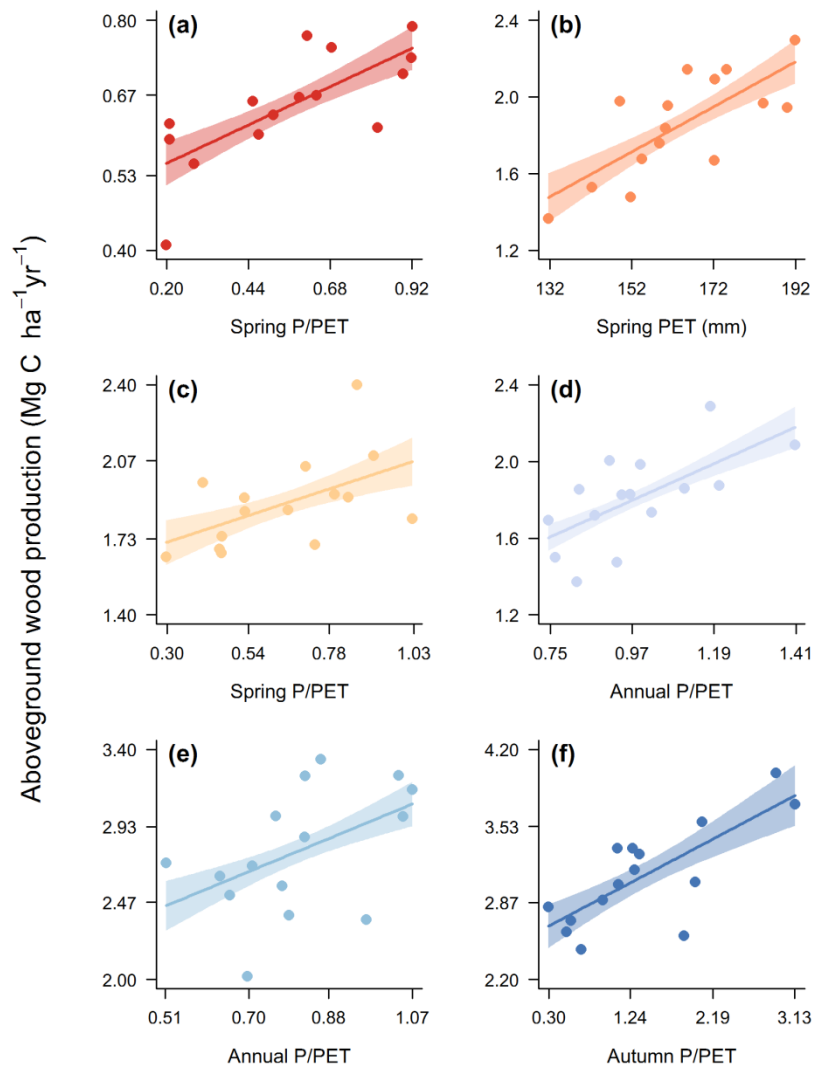 Aboveground wood production (Mg C ha⁻¹yr⁻¹)
(a)
0.80
0.67
0.53
0.40
0.20 0.44 0.68 0.92
Spring P/PET
(b)
2.4
2.0
1.6
1.2
132 152 172 192
Spring PET (mm)
(c)
2.40
2.07
1.73
1.40
0.30 0.54 0.78 1.03
Spring P/PET
(d)
2.4
2.0
1.6
1.2
0.75 0.97 1.19 1.41
Annual P/PET
(e)
3.40
2.93
2.47
2.00
0.51 0.70 0.88 1.07
Annual P/PET
(f)
4.20
3.53
2.87
2.20
0.30 1.24 2.19 3.13
Autumn P/PET